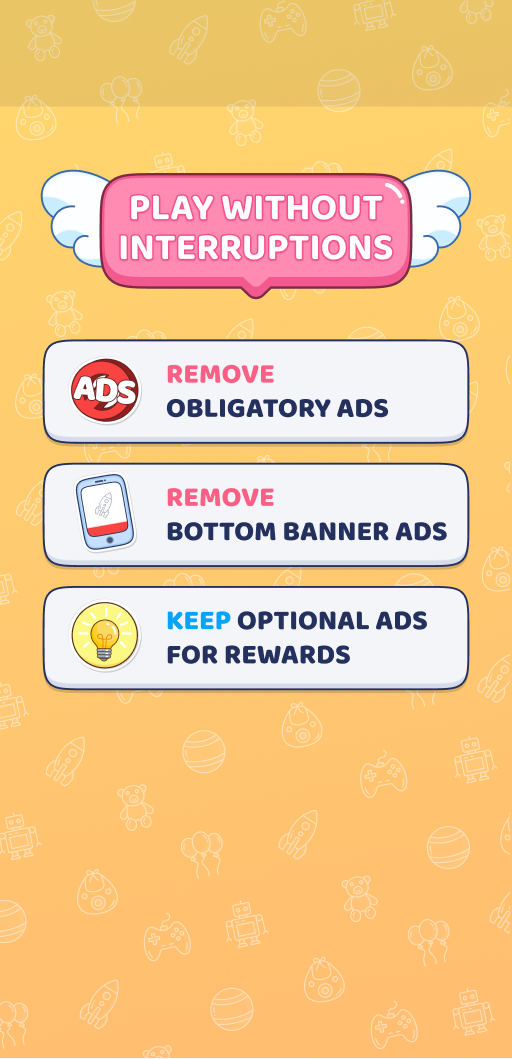 PLAY WITHOUT
INTERRUPTIONS
ADS
REMOVE
OBLIGATORY ADS
REMOVE
BOTTOM BANNER ADS
KEEP OPTIONAL ADS
FOR REWARDS